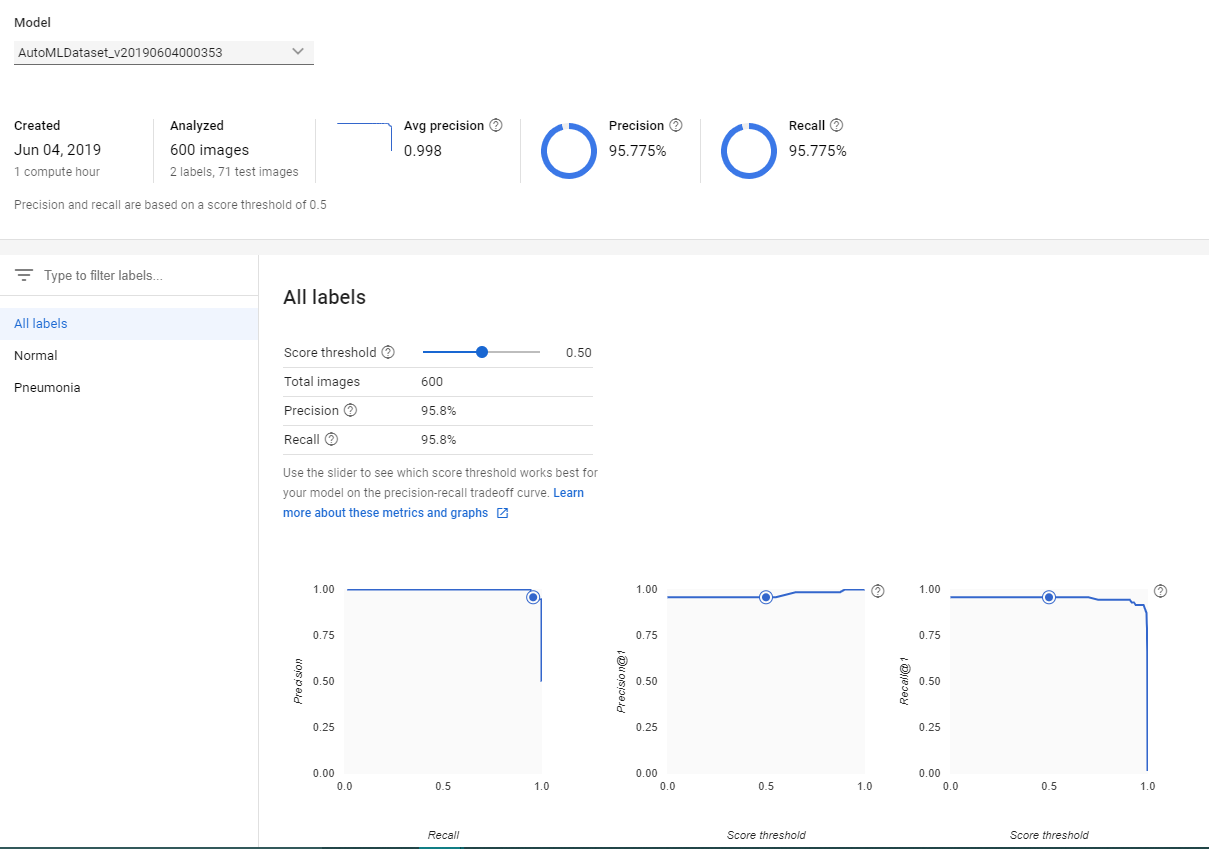 Model
AutoMLDataset_v20190604000353
Created
Jun 04, 2019
1 compute hour
Analyzed
600 images
2 labels, 71 test images
Avg precision ?
0.998
Precision ?
95.775%
Recall ?
95.775%
Precision and recall are based on a score threshold of 0.5
Type to filter labels...
All labels
Normal
Pneumonia
All labels
Score threshold ? 0.50
Total images 600
Precision ? 95.8%
Recall ? 95.8%
Use the slider to see which score threshold works best for
your model on the precision-recall tradeoff curve. Learn
more about these metrics and graphs
Precision
1.00
0.75
0.50
0.25
0.00
0.0 0.5 1.0
Recall
Precision@1
1.00
0.75
0.50
0.25
0.00
0.0 0.5 1.0
Score threshold
?
Recall@1
1.00
0.75
0.50
0.25
0.00
0.0 0.5 1.0
Score threshold
?